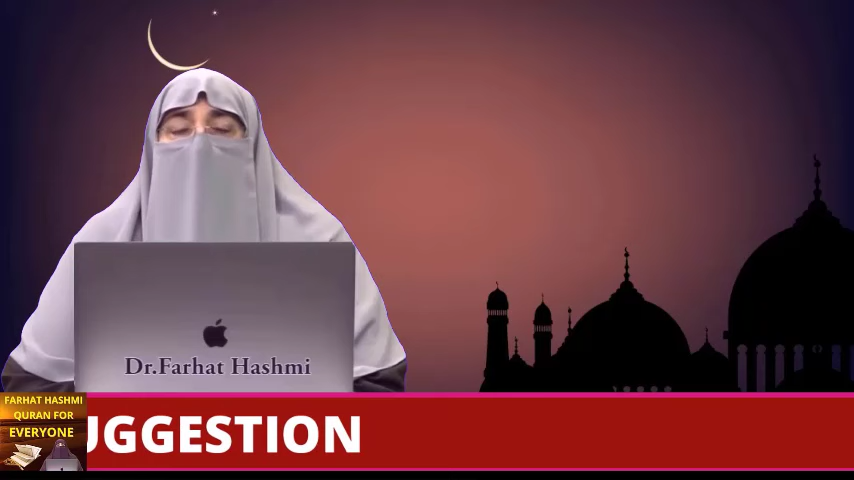 Dr.Farhat Hashmi
FARHAT HASHMI
QURAN FOR
EVERYONE
UGGESTION